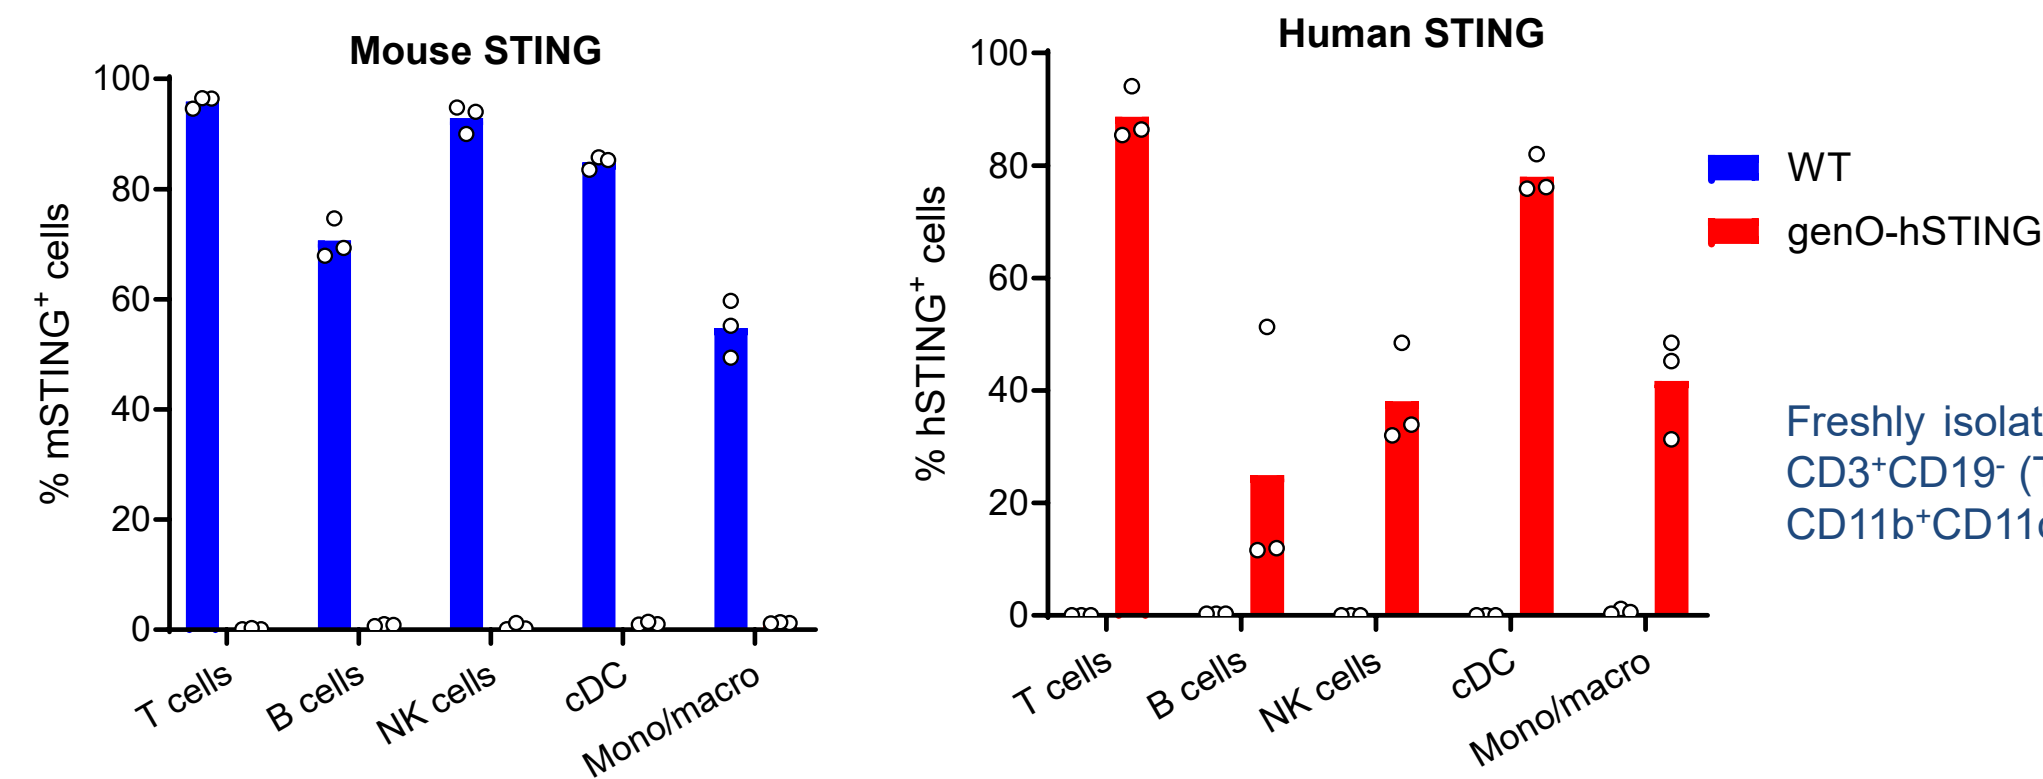 Mouse STING
% mSTING⁺ cells
100
80
60
40
20
0
T cells
B cells
NK cells
cDC
Mono/macro
Human STING
% hSTING⁺ cells
100
80
60
40
20
0
T cells
B cells
NK cells
cDC
Mono/macro
WT
genO-hSTING
Freshly isolat
CD3⁺CD19⁻ (T
CD11b⁺CD11c